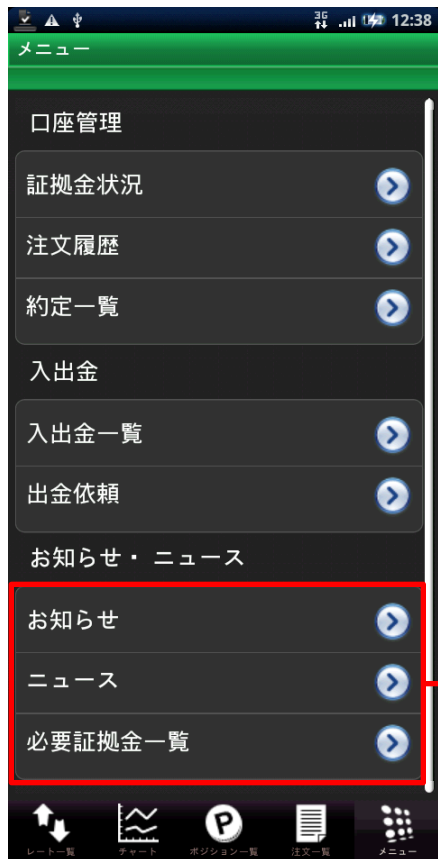 3G 12:38
メニュー
口座管理
証拠金状況
注文履歴
約定一覧
入出金
入出金一覧
出金依頼
お知らせ・ ニュース
お知らせ
ニュース
必要証拠金一覧
P
レート一覧 チャート ポジション一覧 注文一覧 メニュー